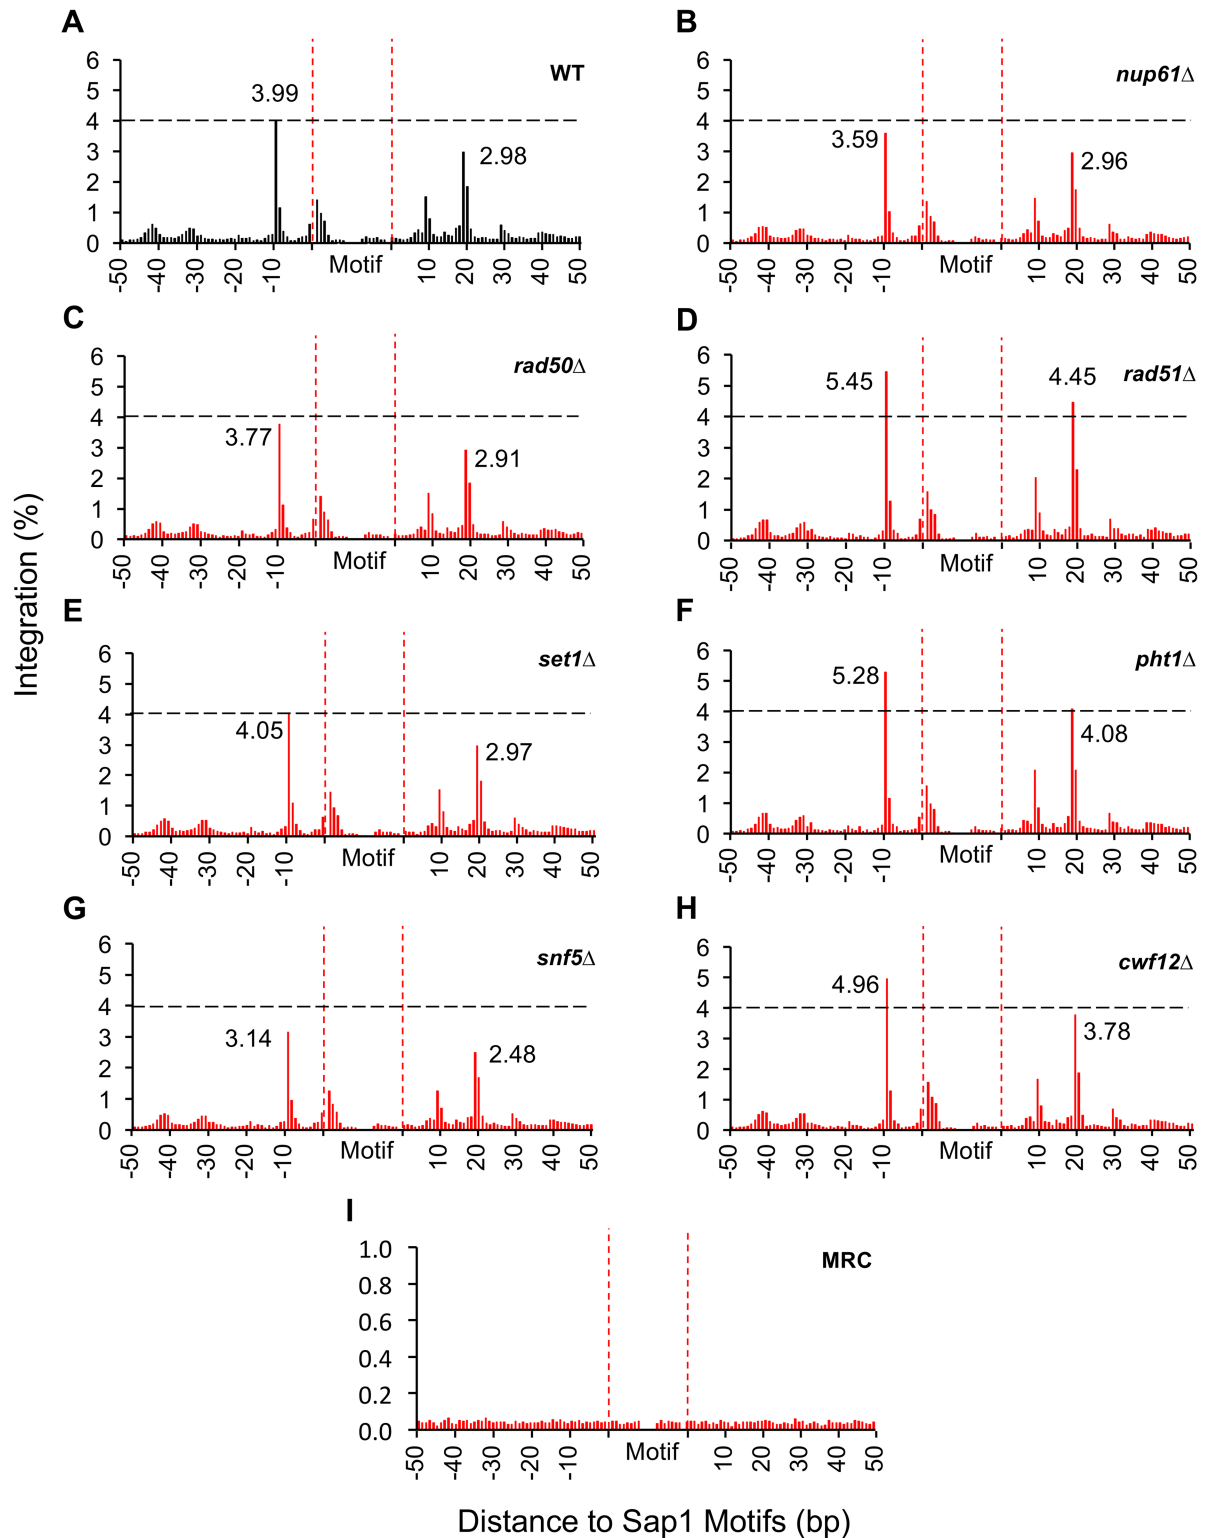 A
WT
6
5
4
3
2
1
0
3.99
2.98
-50 -40 -30 -20 -10 Motif 10 20 30 40 50
B
nup61Δ
6
5
4
3
2
1
0
3.59
2.96
-50 -40 -30 -20 -10 Motif 10 20 30 40 50
C
rad50Δ
6
5
4
3
2
1
0
3.77
2.91
-50 -40 -30 -20 -10 Motif 10 20 30 40 50
D
rad51Δ
6
5
4
3
2
1
0
5.45
4.45
-50 -40 -30 -20 -10 Motif 10 20 30 40 50
Integration (%)
E
set1Δ
6
5
4
3
2
1
0
4.05
2.97
-50 -40 -30 -20 -10 Motif 10 20 30 40 50
F
pht1Δ
6
5
4
3
2
1
0
5.28
4.08
-50 -40 -30 -20 -10 Motif 10 20 30 40 50
G
snf5Δ
6
5
4
3
2
1
0
3.14
2.48
-50 -40 -30 -20 -10 Motif 10 20 30 40 50
H
cwf12Δ
6
5
4
3
2
1
0
4.96
3.78
-50 -40 -30 -20 -10 Motif 10 20 30 40 50
I
MRC
1.0
0.8
0.6
0.4
0.2
0.0
-50 -40 -30 -20 -10 Motif 10 20 30 40 50
Distance to Sap1 Motifs (bp)